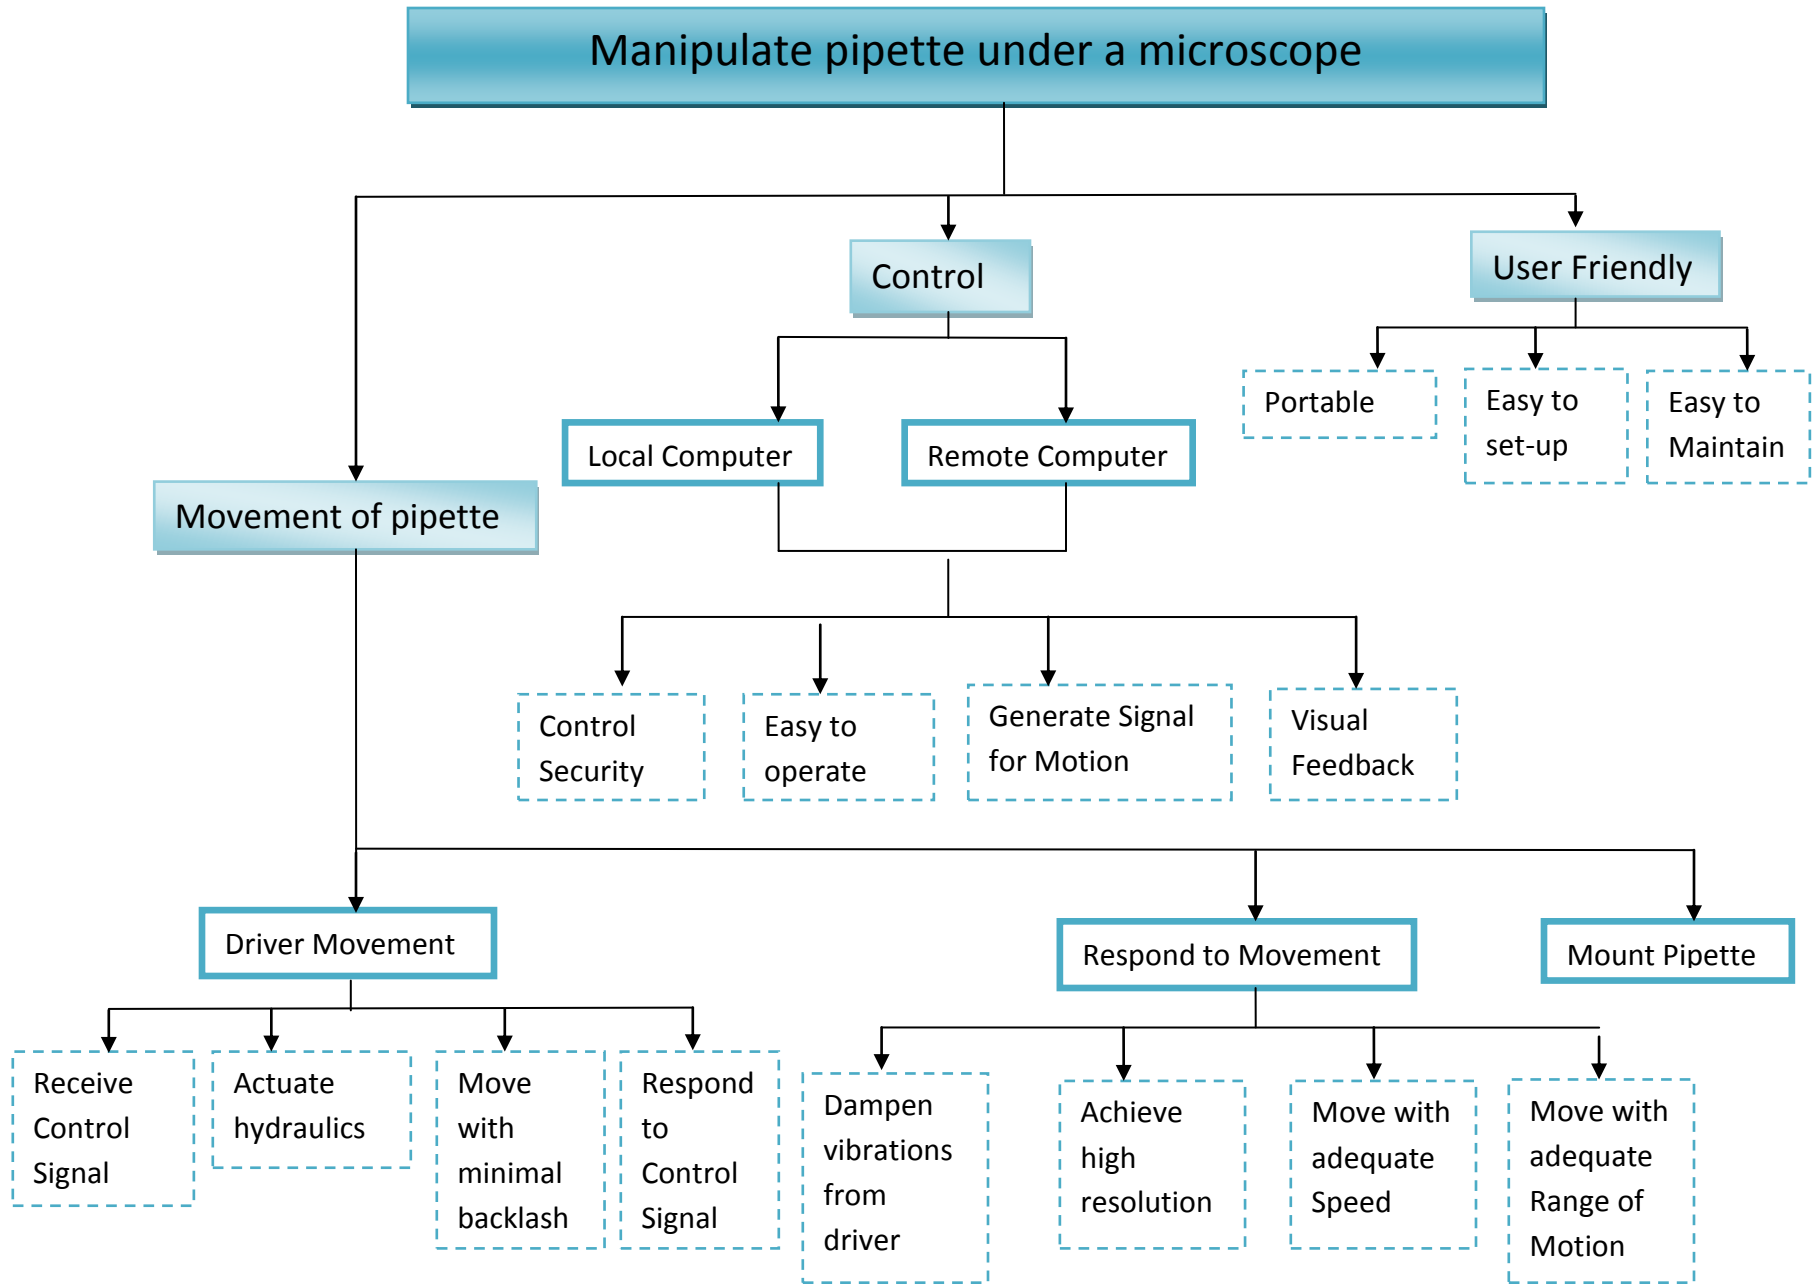 Manipulate pipette under a microscope
Control
User Friendly
Portable
Easy to
set-up
Easy to
Maintain
Local Computer
Remote Computer
Movement of pipette
Control
Security
Easy to
operate
Generate Signal
for Motion
Visual
Feedback
Driver Movement
Respond to Movement
Mount Pipette
Receive
Control
Signal
Actuate
hydraulics
Move
with
minimal
backlash
Respond
to
Control
Signal
Dampen
vibrations
from
driver
Achieve
high
resolution
Move with
adequate
Speed
Move with
adequate
Range of
Motion